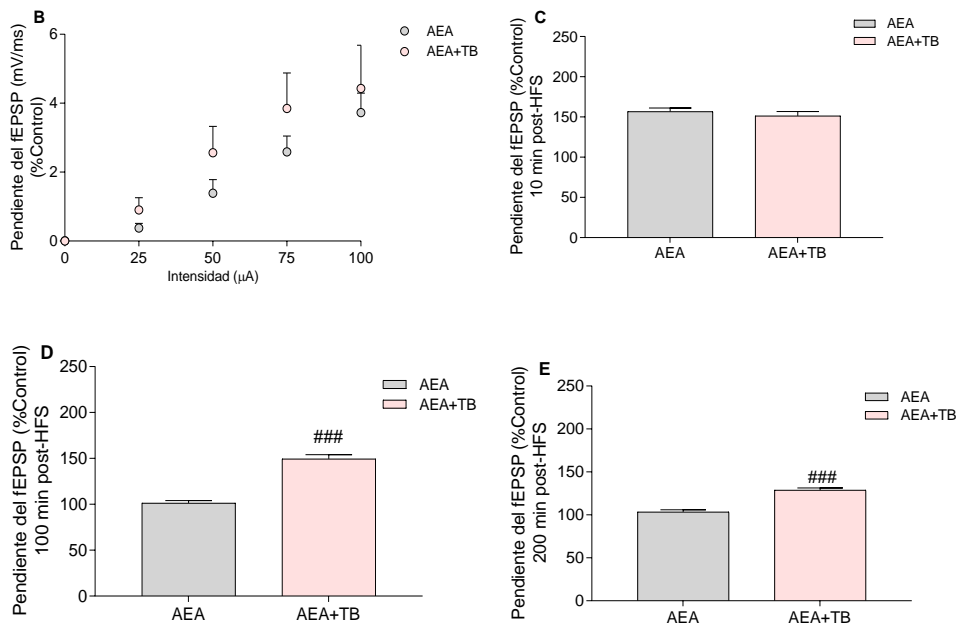 B
Pendiente del fEPSP (mV/ms)
(%Control)
6
4
2
0
0
25
50
75
100
Intensidad (μA)
AEA
AEA+TB
C
Pendiente del fEPSP (%Control)
10 min post-HFS
250
200
150
100
50
0
AEA
AEA+TB
AEA
AEA+TB
D
Pendiente del fEPSP (%Control)
100 min post-HFS
250
200
150
100
50
0
###
AEA
AEA+TB
AEA
AEA+TB
E
Pendiente del fEPSP (%Control)
200 min post-HFS
250
200
150
100
50
0
###
AEA
AEA+TB
AEA
AEA+TB